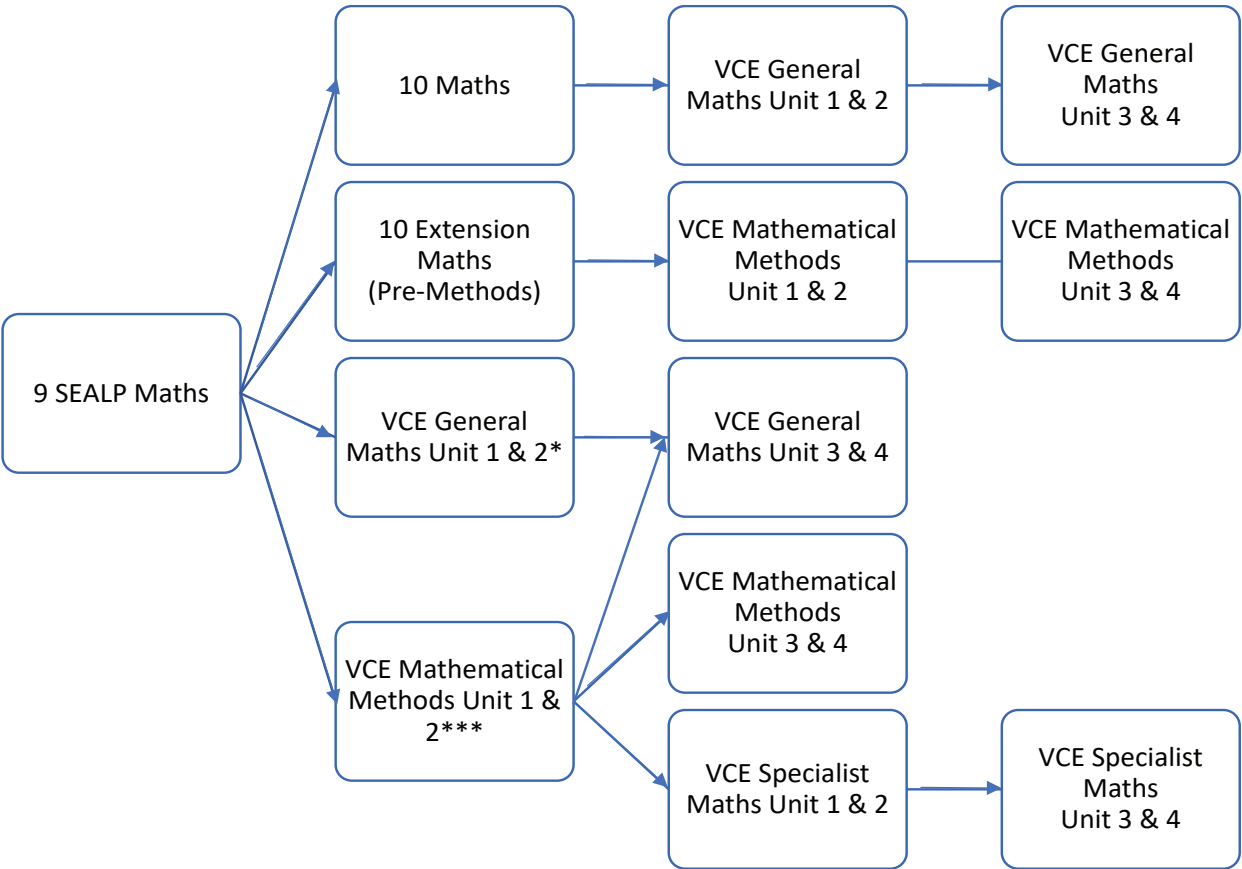 10 Maths
VCE General
Maths Unit 1 & 2
VCE General
Maths
Unit 3 & 4
10 Extension
Maths
(Pre-Methods)
VCE Mathematical
Methods
Unit 1 & 2
VCE Mathematical
Methods
Unit 3 & 4
9 SEALP Maths
VCE General
Maths Unit 1 & 2*
VCE General
Maths Unit 3 & 4
VCE Mathematical
Methods
Unit 3 & 4
VCE Mathematical
Methods Unit 1 &
2***
VCE Specialist
Maths Unit 1 & 2
VCE Specialist
Maths
Unit 3 & 4